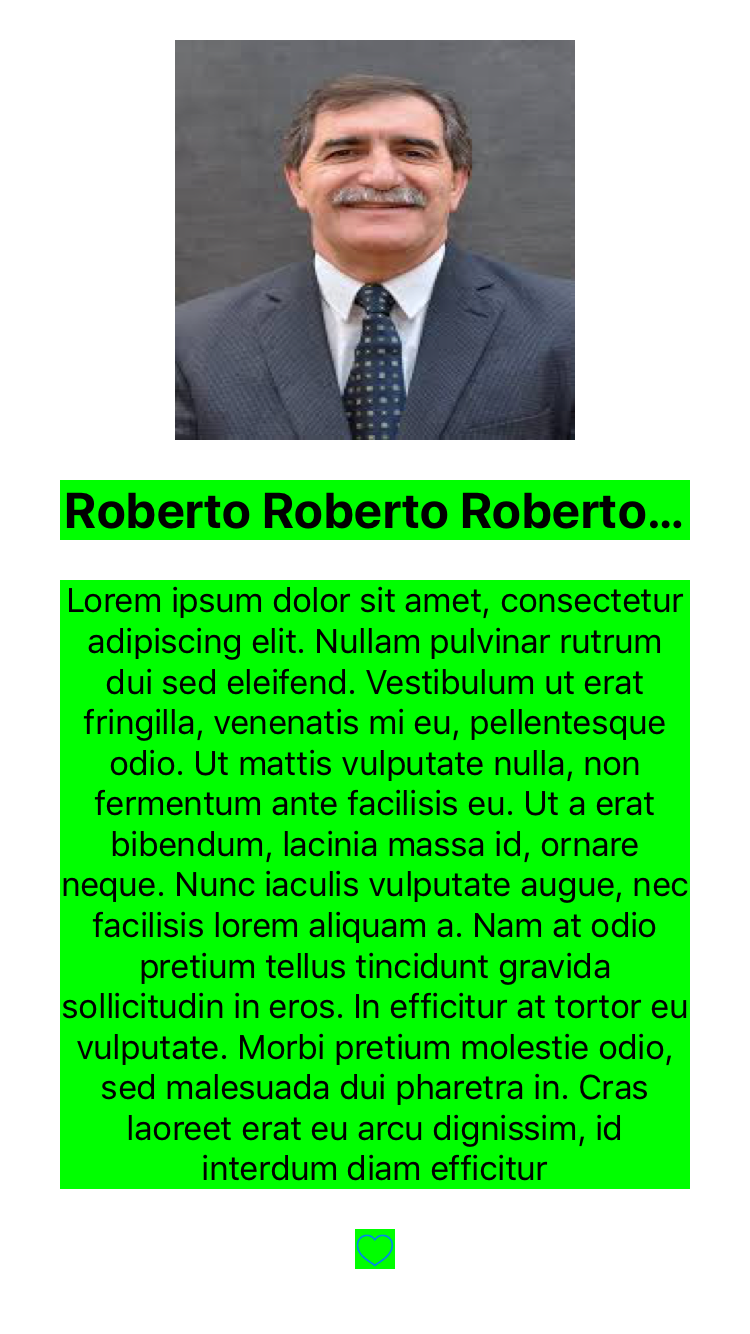 Roberto Roberto Roberto...
Lorem ipsum dolor sit amet, consectetur
adipiscing elit. Nullam pulvinar rutrum
dui sed eleifend. Vestibulum ut erat
fringilla, venenatis mi eu, pellentesque
odio. Ut mattis vulputate nulla, non
fermentum ante facilisis eu. Ut a erat
bibendum, lacinia massa id, ornare
neque. Nunc iaculis vulputate augue, nec
facilisis lorem aliquam a. Nam at odio
pretium tellus tincidunt gravida
sollicitudin in eros. In efficitur at tortor eu
vulputate. Morbi pretium molestie odio,
sed malesuada dui pharetra in. Cras
laoreet erat eu arcu dignissim, id
interdum diam efficitur